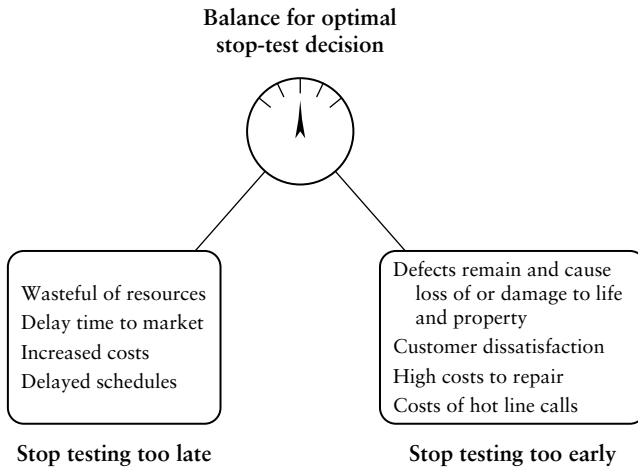 Balance for optimal
stop-test decision
Wasteful of resources
Delay time to market
Increased costs
Delayed schedules
Stop testing too late
Defects remain and cause
loss of or damage to life
and property
Customer dissatisfaction
High costs to repair
Costs of hot line calls
Stop testing too early